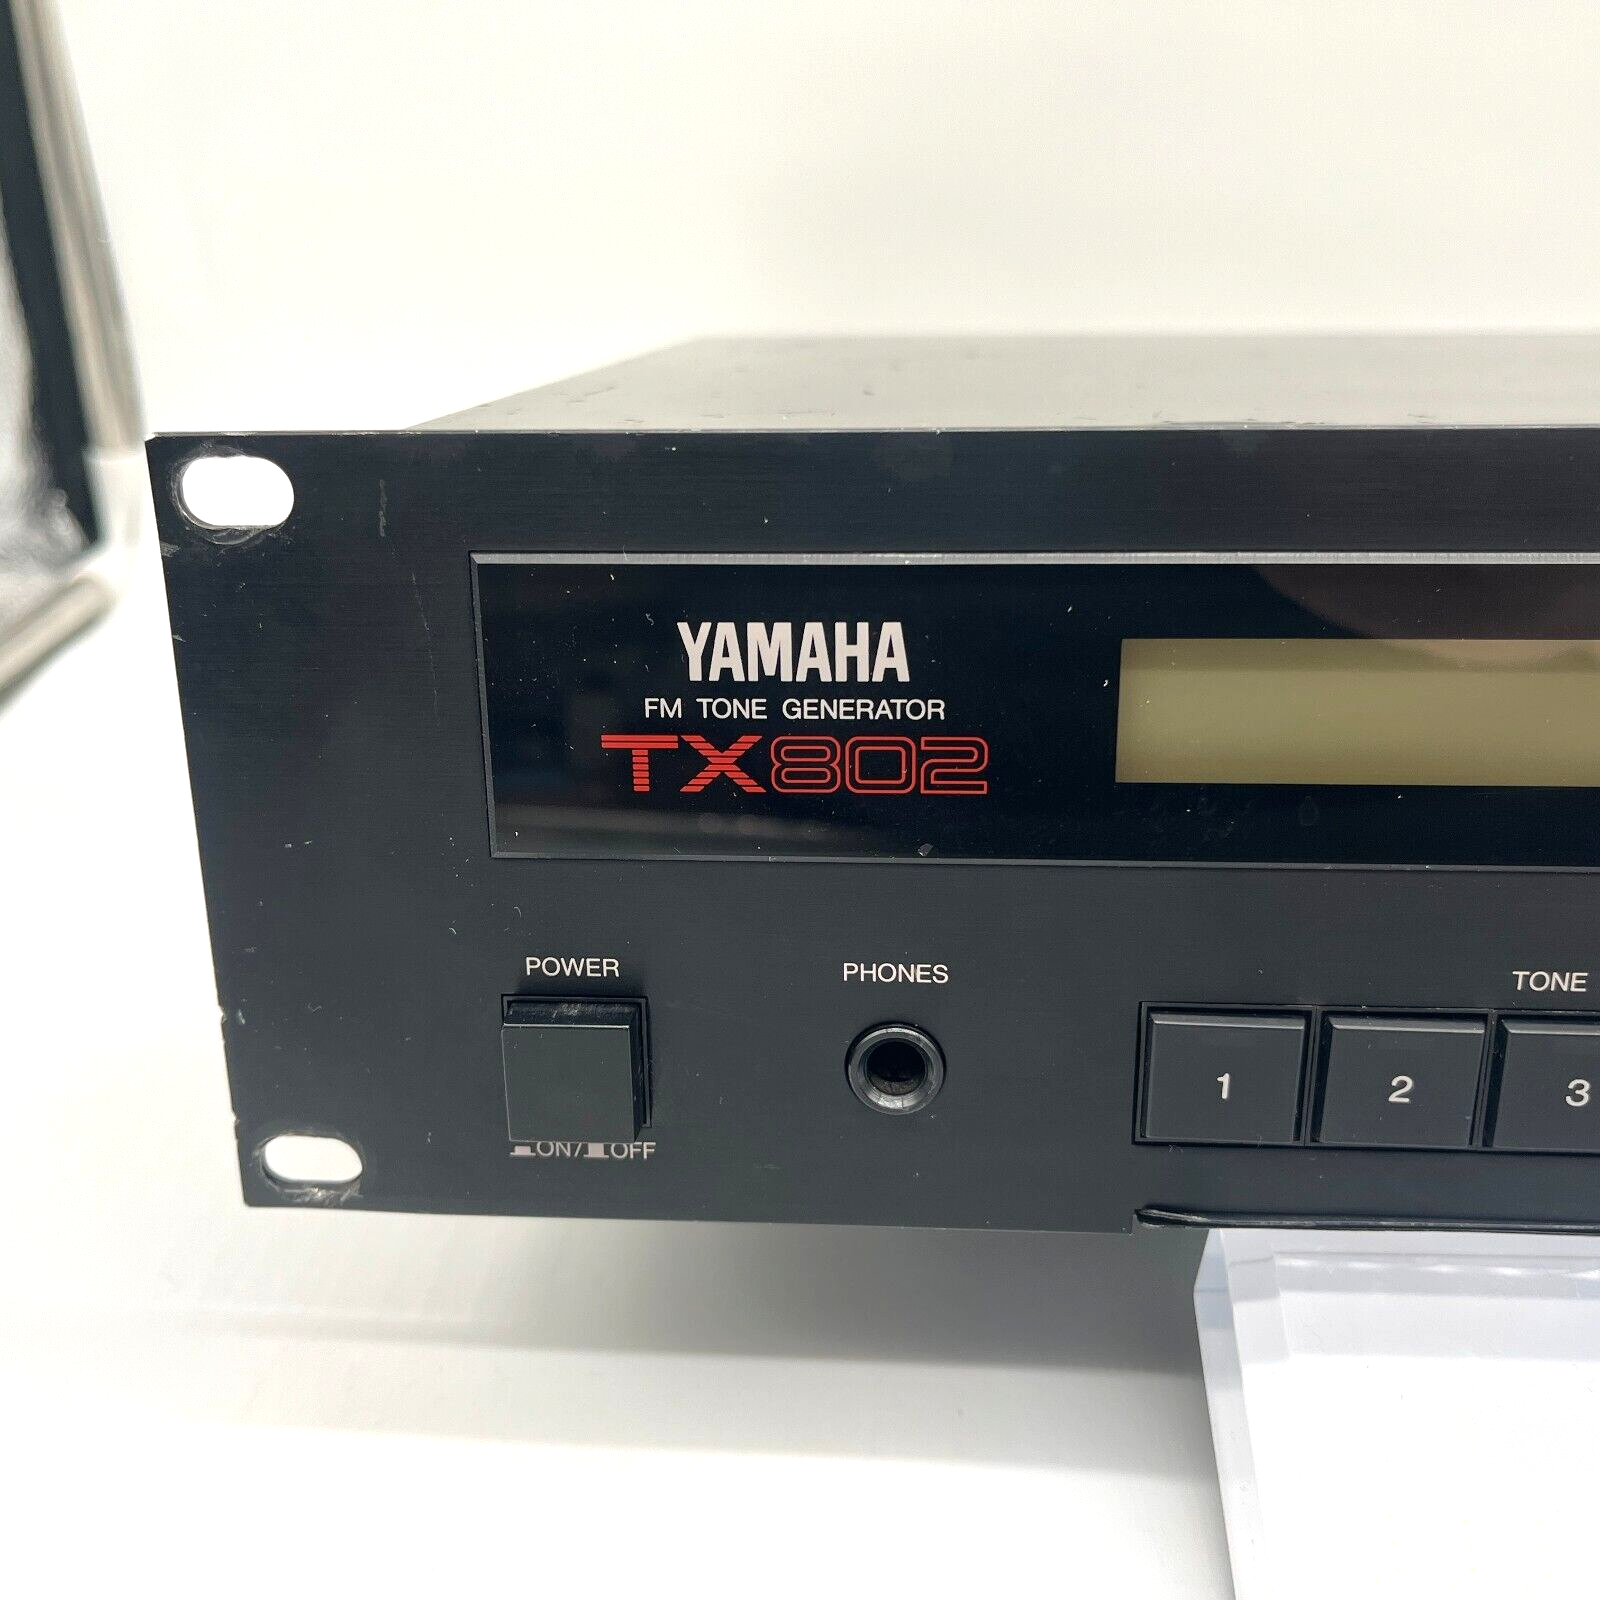 YAMAHA
FM TONE GENERATOR
TX802
POWER
PHONES
TONE
1
2
3
ON/ OFF